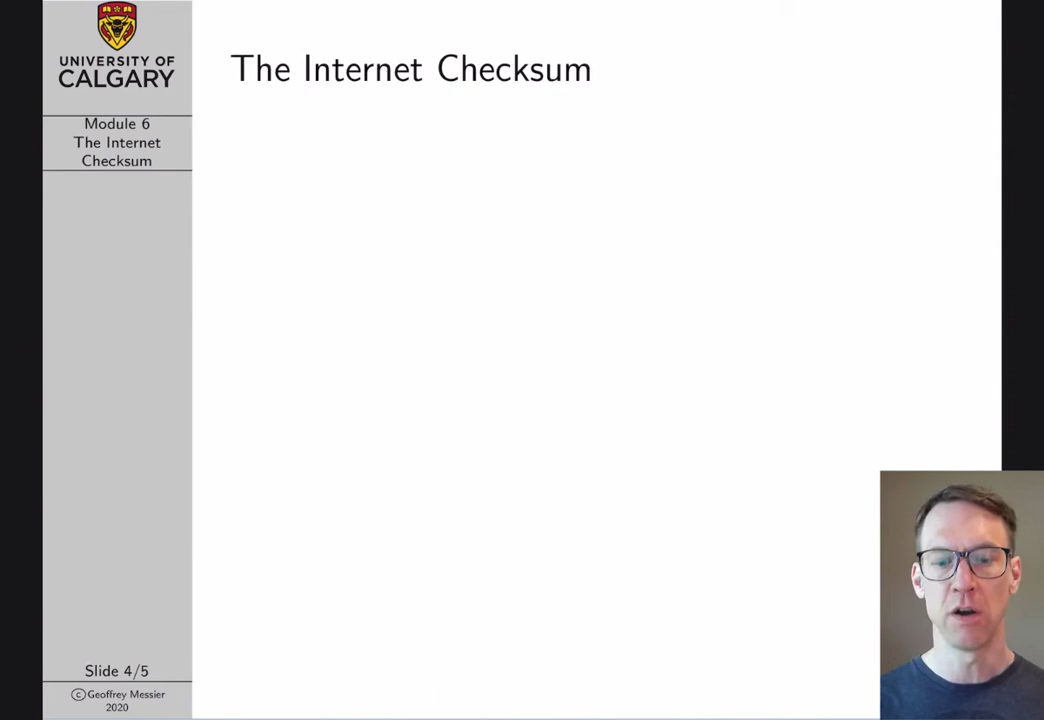 UNIVERSITY OF
CALGARY
Module 6
The Internet
Checksum
The Internet Checksum
Slide 4/5
©Geoffrey Messier
2020